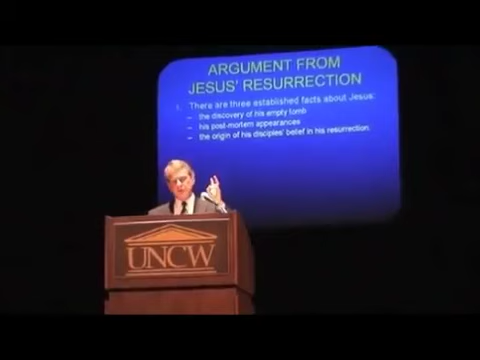 ARGUMENT FROM
JESUS' RESURRECTION
1. There are three established facts about Jesus:
– the discovery of his empty tomb
– his post-mortem appearances
– the origin of his disciples' belief in his resurrection.
UNCW